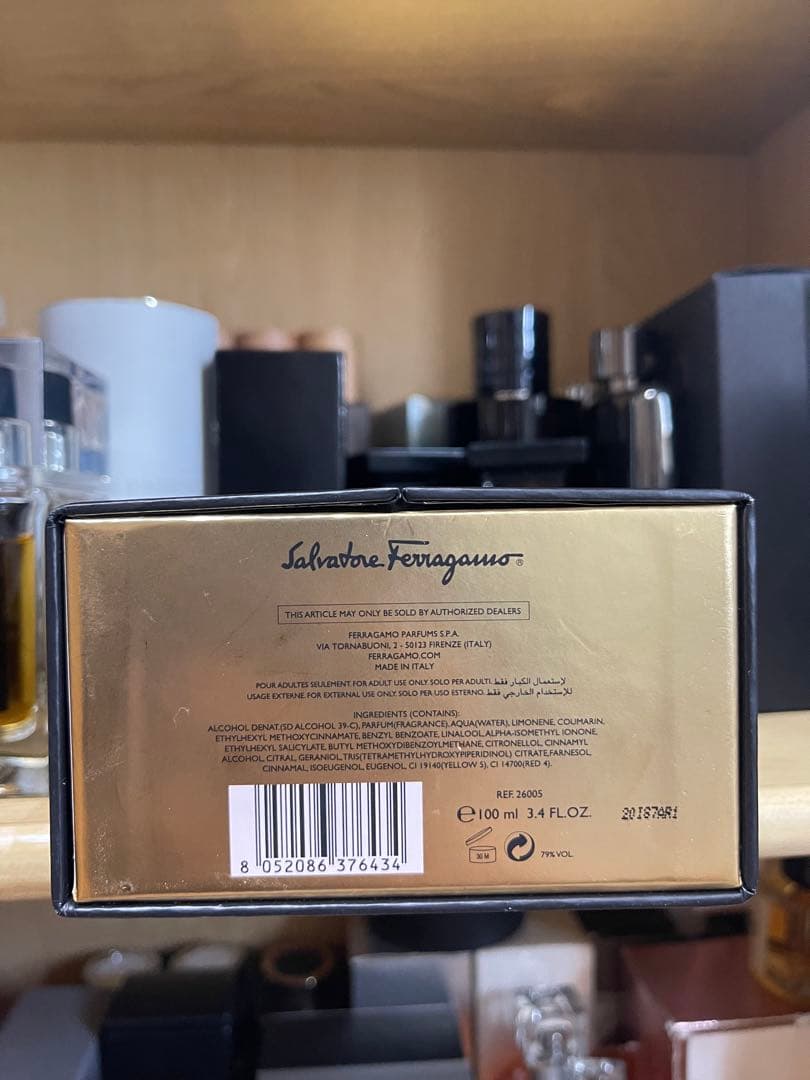 Salvatore Ferragamo®
THIS ARTICLE MAY ONLY BE SOLD BY AUTHORIZED DEALERS
FERRAGAMO PARFUMS S.P.A.
VIA TORNABUONI, 2 - 50123 FIRENZE (ITALY)
FERRAGAMO.COM
MADE IN ITALY
POUR ADULTES SEULEMENT. FOR ADULT USE ONLY. SOLO PER ADULTI. لإستعمال الكبار فقط
USAGE EXTERNE. FOR EXTERNAL USE ONLY. SOLO PER USO ESTERNO. للإستخدام الخارجي فقط
INGREDIENTS (CONTAINS):
ALCOHOL DENAT.(SD ALCOHOL 39-C), PARFUM(FRAGRANCE), AQUA(WATER), LIMONENE, COUMARIN,
ETHYLHEXYL METHOXYCINNAMATE, BENZYL BENZOATE, LINALOOL, ALPHA-ISOMETHYL IONONE,
ETHYLHEXYL SALICYLATE, BUTYL METHOXYDIBENZOYLMETHANE, CITRONELLOL, CINNAMYL
ALCOHOL, CITRAL, GERANIOL, TRIS(TETRAMETHYLHYDROXYPIPERIDINOL) CITRATE, FARNESOL,
CINNAMAL, ISOEUGENOL, EUGENOL, CI 19140(YELLOW 5), CI 14700(RED 4).
REF. 26005
℮100 ml 3.4 FL.OZ.
30 M
79% VOL.
8 052086 376434